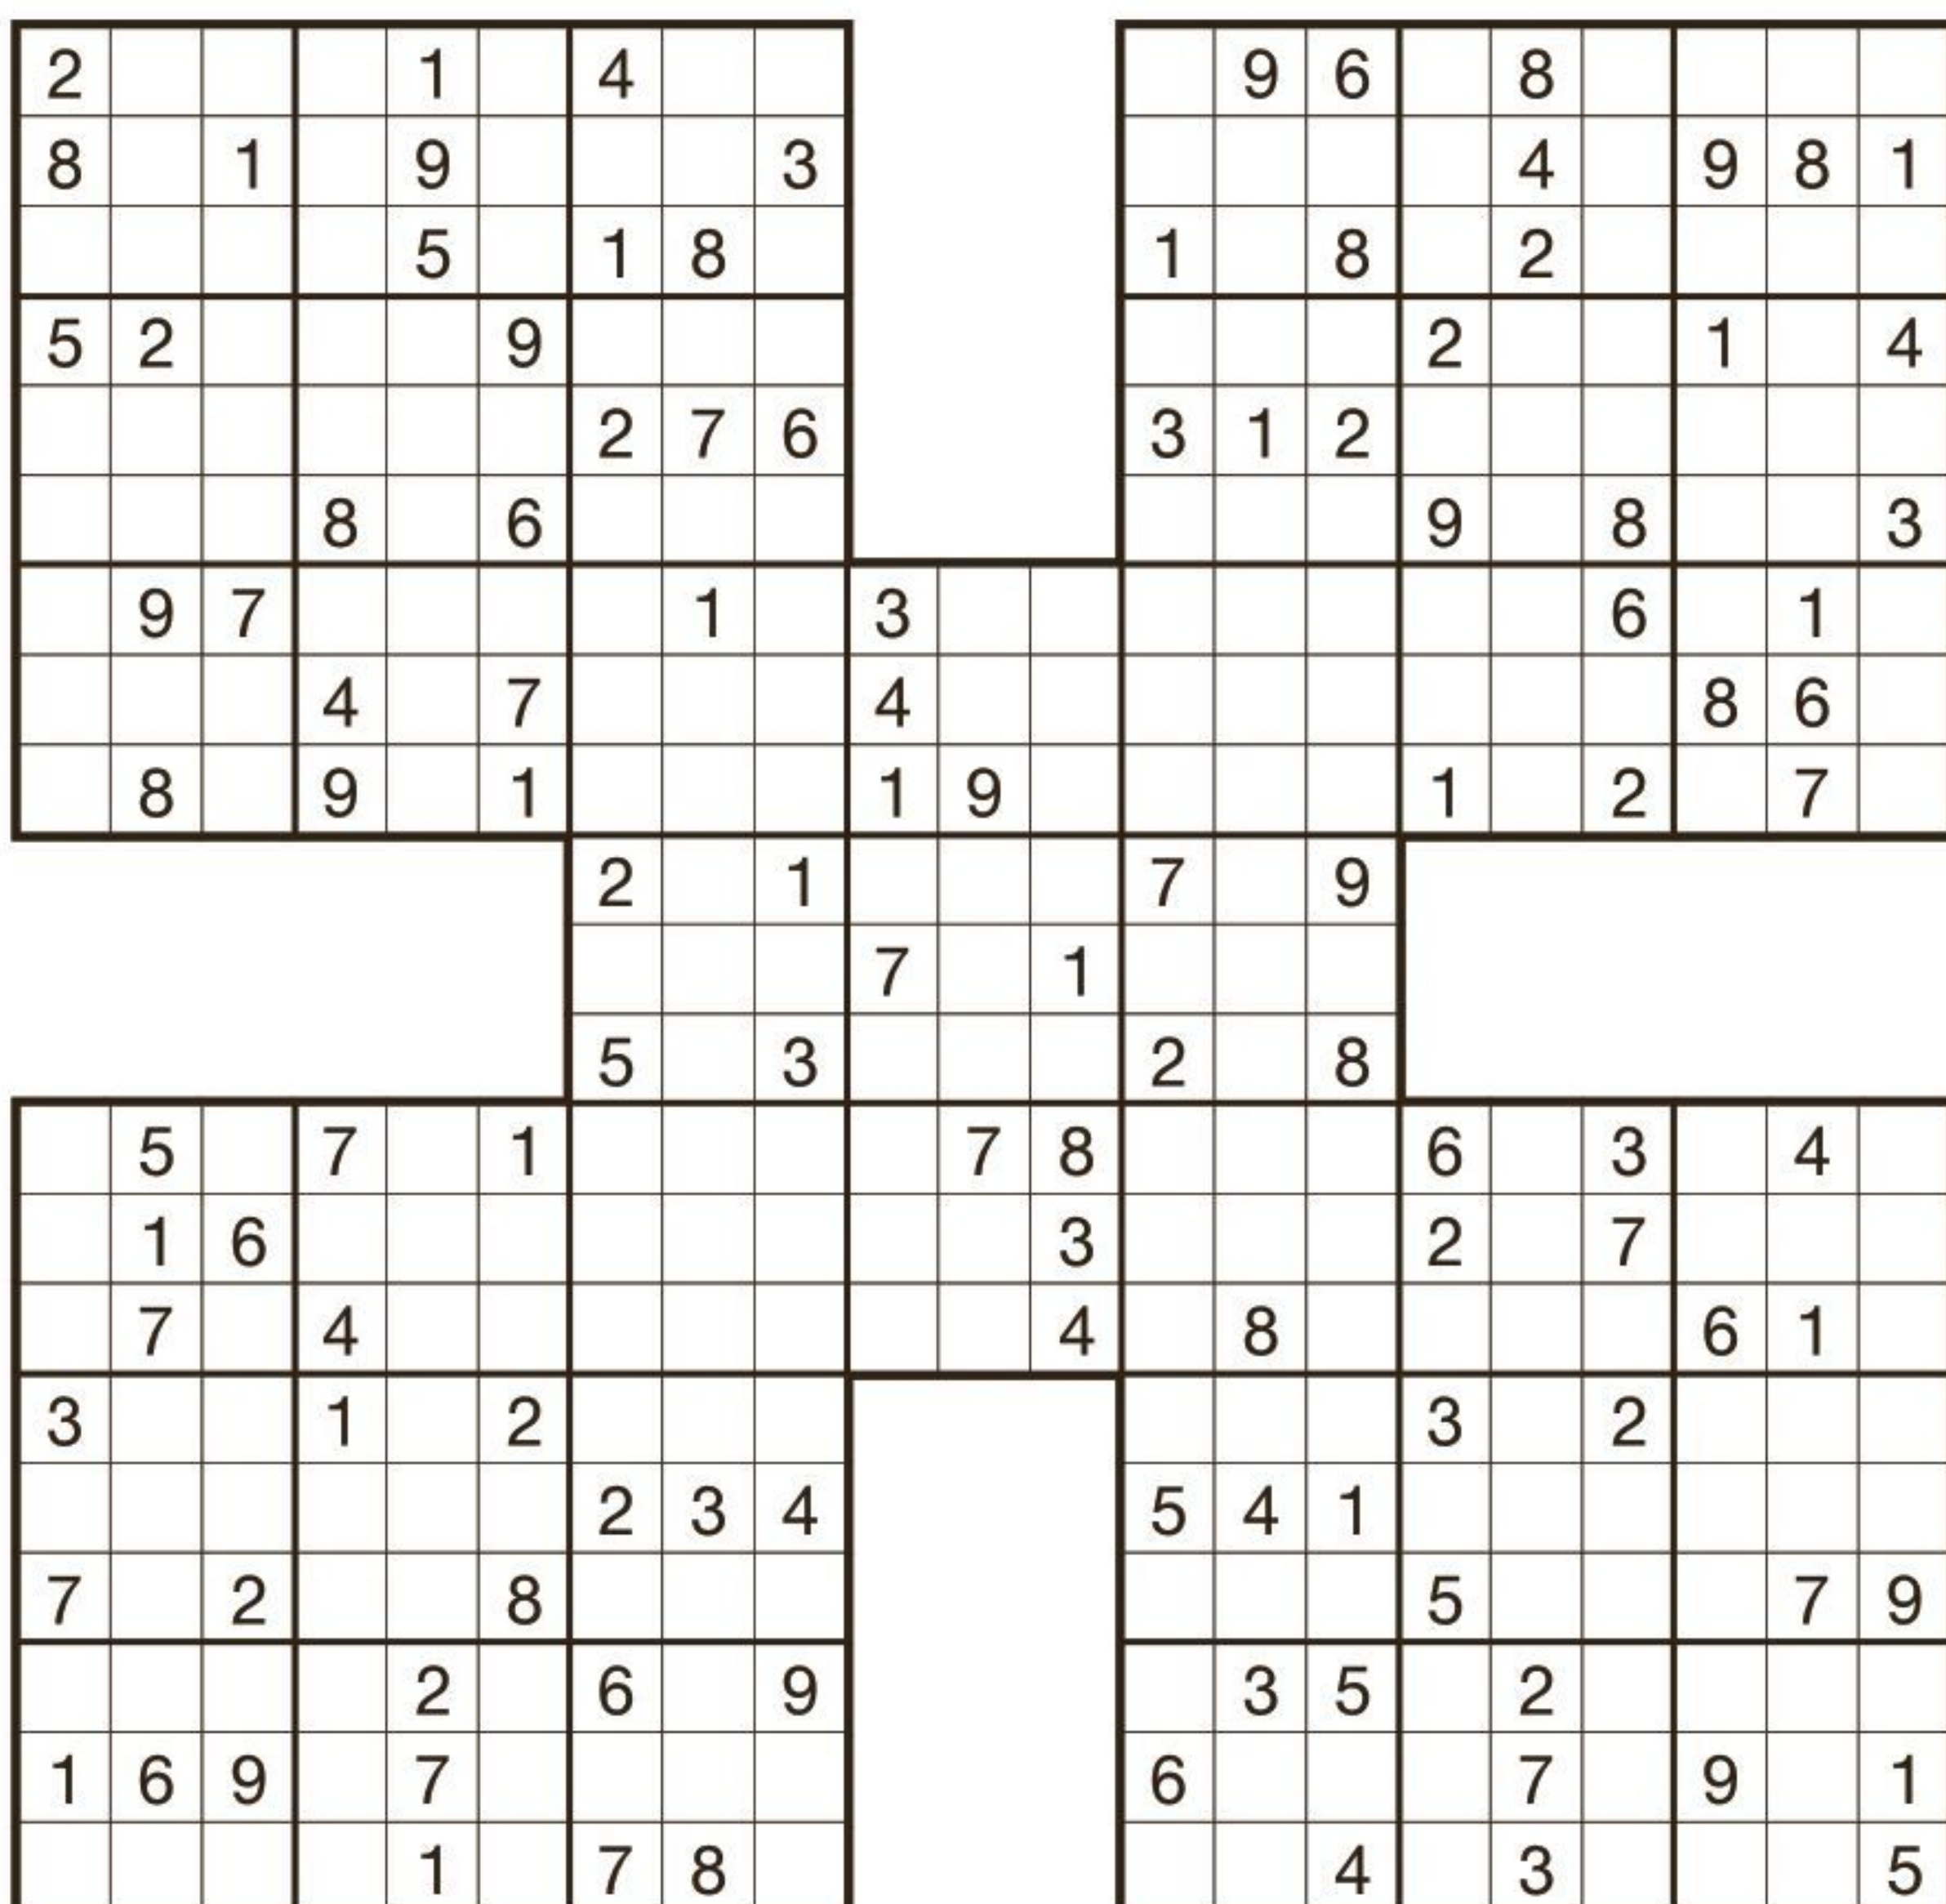 2 1 4 9 6 8
8 1 9 3 4 9 8 1
5 1 8 1 8 2
5 2 9 2 1 4
2 7 6 3 1 2
8 6 9 8 3
9 7 1 3 6 1
4 7 4 8 6
8 9 1 1 9 1 2 7
2 1 7 9
7 1
5 3 2 8
5 7 1 7 8 6 3 4
1 6 3 2 7
7 4 4 8 6 1
3 1 2 3 2
2 3 4 5 4 1
7 2 8 5 7 9
2 6 9 3 5 2
1 6 9 7 6 7 9 1
1 7 8 4 3 5